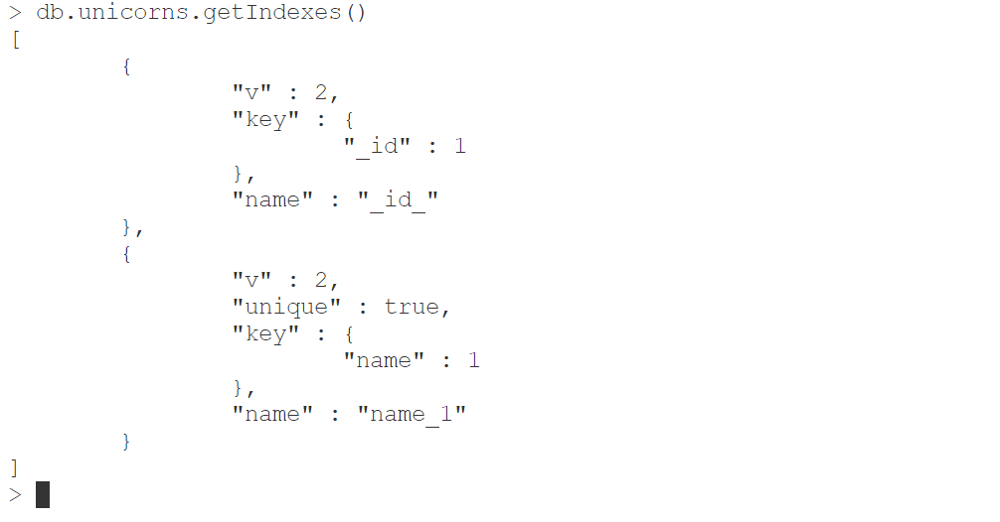 > db.unicorns.getIndexes()
[
        {
                "v" : 2,
                "key" : {
                        "_id" : 1
                },
                "name" : "_id_"
        },
        {
                "v" : 2,
                "unique" : true,
                "key" : {
                        "name" : 1
                },
                "name" : "name_1"
        }
]
>